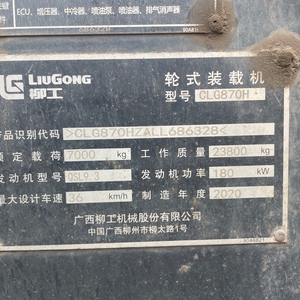 ECU、增压器、中冷器、喷油泵、喷油器、排气消声器
LIUGONG
柳工
轮式装载机
型号 CLG870H
产品识别代码 >CLG870HZALL686328<
额定载荷 7000 kg 工作质量 23800 kg
发动机型号 QSL9.3 发动机功率 180 kW
最大设计车速 36 km/h 制造年月 2020
广西柳工机械股份有限公司
中国广西柳州市柳太路1号